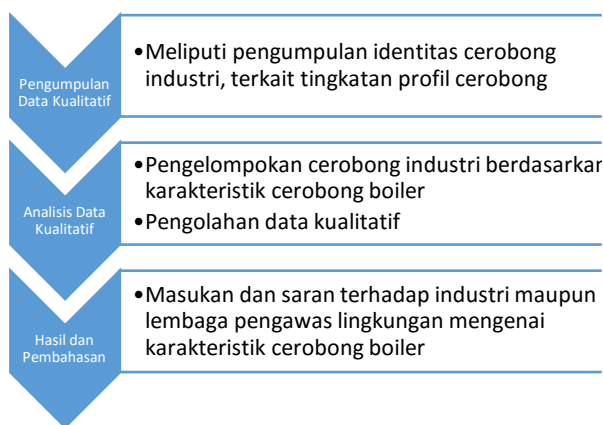 Pengumpulan
Data Kualitatif
•Meliputi pengumpulan identitas cerobong
industri, terkait tingkatan profil cerobong
Analisis Data
Kualitatif
•Pengelompokan cerobong industri berdasarkan
karakteristik cerobong boiler
•Pengolahan data kualitatif
Hasil dan
Pembahasan
•Masukan dan saran terhadap industri maupun
lembaga pengawas lingkungan mengenai
karakteristik cerobong boiler